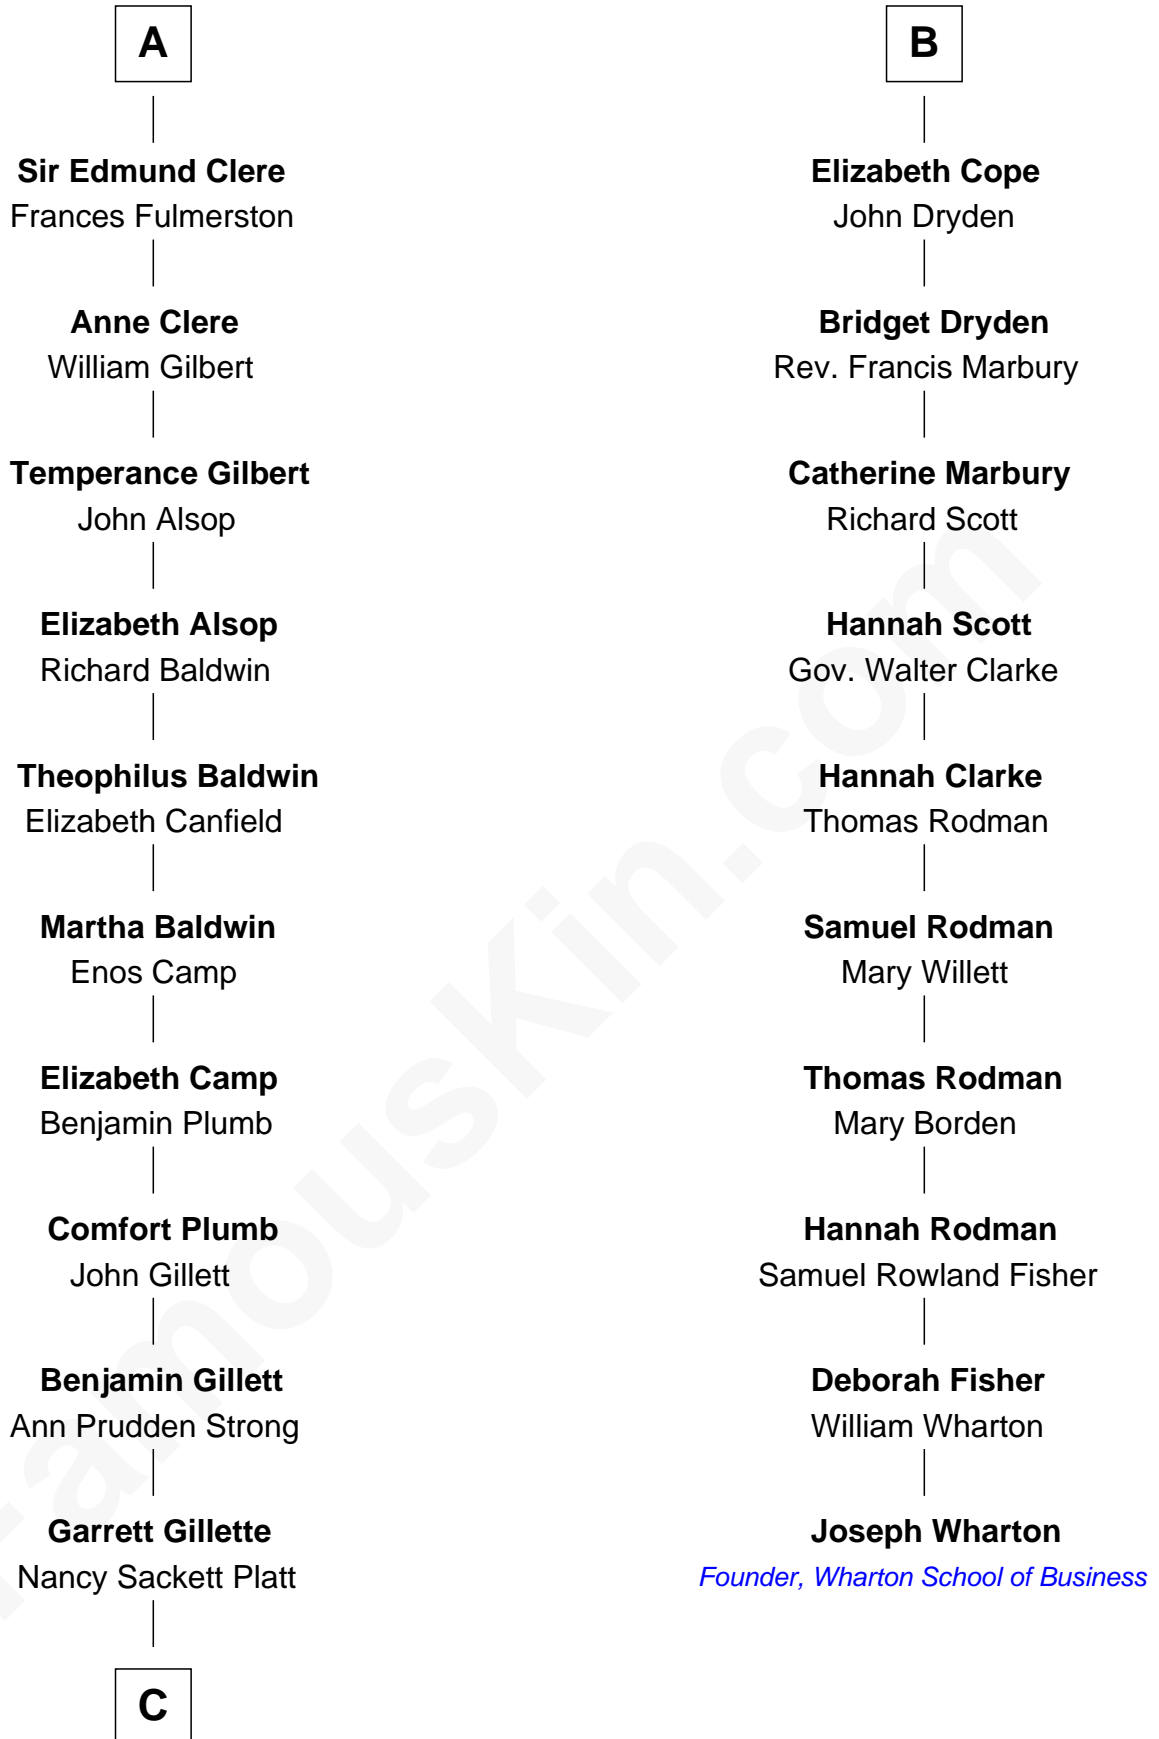 A
Sir Edmund Clere
Frances Fulmerston
Anne Clere
William Gilbert
Temperance Gilbert
John Alsop
Elizabeth Alsop
Richard Baldwin
Theophilus Baldwin
Elizabeth Canfield
Martha Baldwin
Enos Camp
Elizabeth Camp
Benjamin Plumb
Comfort Plumb
John Gillett
Benjamin Gillett
Ann Prudden Strong
Garrett Gillette
Nancy Sackett Platt
C
B
Elizabeth Cope
John Dryden
Bridget Dryden
Rev. Francis Marbury
Catherine Marbury
Richard Scott
Hannah Scott
Gov. Walter Clarke
Hannah Clarke
Thomas Rodman
Samuel Rodman
Mary Willett
Thomas Rodman
Mary Borden
Hannah Rodman
Samuel Rowland Fisher
Deborah Fisher
William Wharton
Joseph Wharton
Founder, Wharton School of Business
FamousKin.com